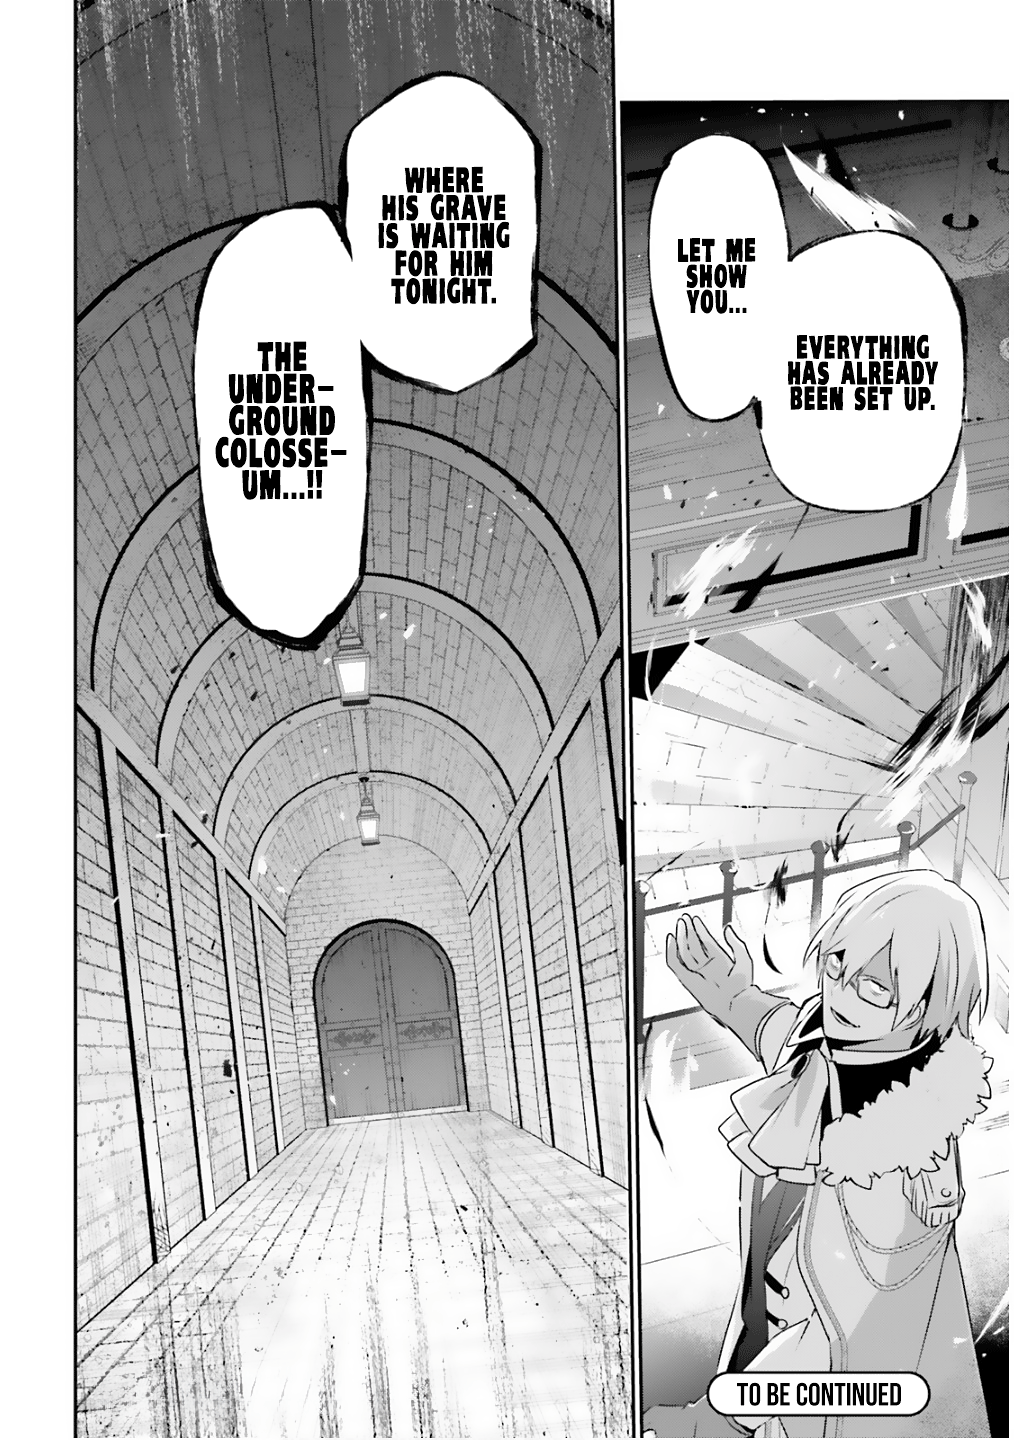 EVERYTHING
HAS ALREADY
BEEN SET UP.
LET ME
SHOW
YOU...
WHERE
HIS GRAVE
IS WAITING
FOR HIM
TONIGHT.
THE
UNDER-
GROUND
COLOSSE-
UM...!!
TO BE CONTINUED